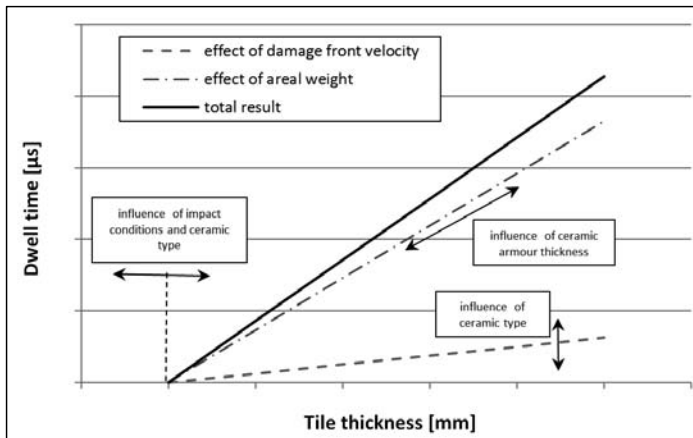 effect of damage front velocity
effect of areal weight
total result
influence of impact
conditions and ceramic
type
influence of ceramic
armour thickness
influence of
ceramic type
Dwell time [µs]
Tile thickness [mm]